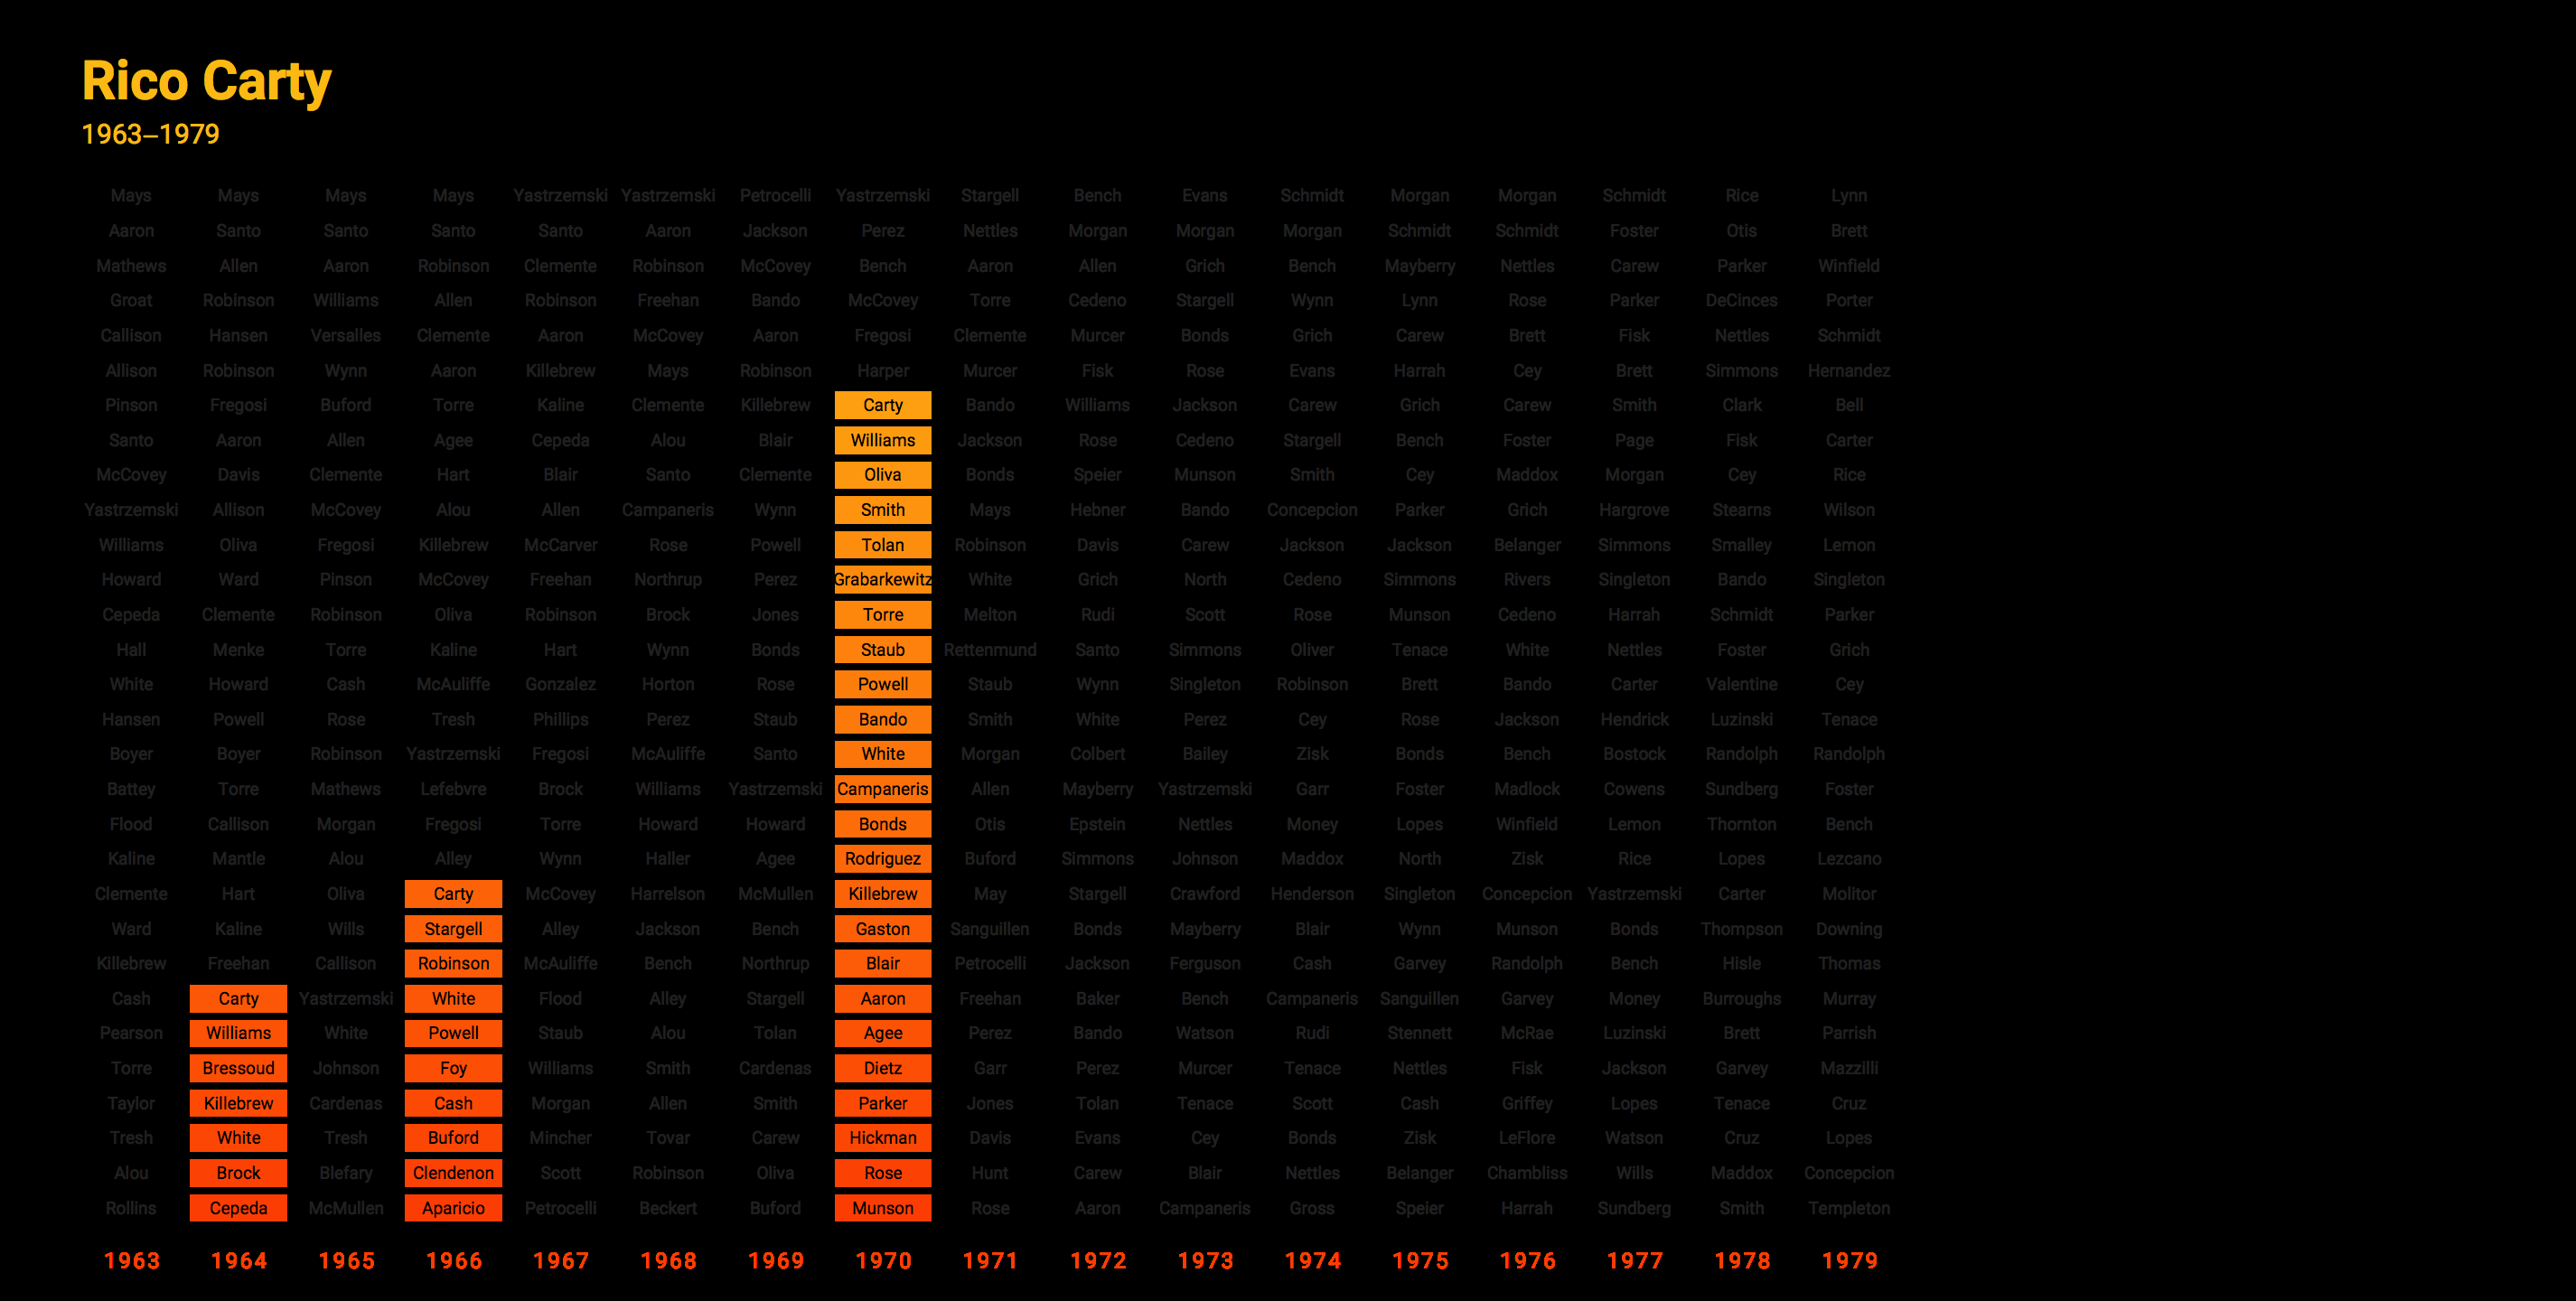 Rico Carty
1963–1979
Mays Mays Mays Mays Yastrzemski Yastrzemski Petrocelli Yastrzemski Stargell Bench Evans Schmidt Morgan Morgan Schmidt Rice Lynn
Aaron Santo Santo Santo Santo Aaron Jackson Perez Nettles Morgan Morgan Morgan Schmidt Schmidt Foster Otis Brett
Mathews Allen Aaron Robinson Clemente Robinson McCovey Bench Aaron Allen Grich Bench Mayberry Nettles Carew Parker Winfield
Groat Robinson Williams Allen Robinson Freehan Bando McCovey Torre Cedeno Stargell Wynn Lynn Rose Parker DeCinces Porter
Callison Hansen Versalles Clemente Aaron McCovey Aaron Fregosi Clemente Murcer Bonds Grich Carew Brett Fisk Nettles Schmidt
Allison Robinson Wynn Aaron Killebrew Mays Robinson Harper Murcer Fisk Rose Evans Harrah Cey Brett Simmons Hernandez
Pinson Fregosi Buford Torre Kaline Clemente Killebrew Carty Bando Williams Jackson Carew Grich Carew Smith Clark Bell
Santo Aaron Allen Agee Cepeda Alou Blair Williams Jackson Rose Cedeno Stargell Bench Foster Page Fisk Carter
McCovey Davis Clemente Hart Blair Santo Clemente Oliva Bonds Speier Munson Smith Cey Maddox Morgan Cey Rice
Yastrzemski Allison McCovey Alou Allen Campaneris Wynn Smith Mays Hebner Bando Concepcion Parker Grich Hargrove Stearns Wilson
Williams Oliva Fregosi Killebrew McCarver Rose Powell Tolan Robinson Davis Carew Jackson Jackson Belanger Simmons Smalley Lemon
Howard Ward Pinson McCovey Freehan Northrup Perez Grabarkewitz White Grich North Cedeno Simmons Rivers Singleton Bando Singleton
Cepeda Clemente Robinson Oliva Robinson Brock Jones Torre Melton Rudi Scott Rose Munson Cedeno Harrah Schmidt Parker
Hall Menke Torre Kaline Hart Wynn Bonds Staub Rettenmund Santo Simmons Oliver Tenace White Nettles Foster Grich
White Howard Cash McAuliffe Gonzalez Horton Rose Powell Staub Wynn Singleton Robinson Brett Bando Carter Valentine Cey
Hansen Powell Rose Tresh Phillips Perez Staub Bando Smith White Perez Cey Rose Jackson Hendrick Luzinski Tenace
Boyer Boyer Robinson Yastrzemski Fregosi McAuliffe Santo White Morgan Colbert Bailey Zisk Bonds Bench Bostock Randolph Randolph
Battey Torre Mathews Lefebvre Brock Williams Yastrzemski Campaneris Allen Mayberry Yastrzemski Garr Foster Madlock Cowens Sundberg Foster
Flood Callison Morgan Fregosi Torre Howard Howard Bonds Otis Epstein Nettles Money Lopes Winfield Lemon Thornton Bench
Kaline Mantle Alou Alley Wynn Haller Agee Rodriguez Buford Simmons Johnson Maddox North Zisk Rice Lopes Lezcano
Clemente Hart Oliva Carty McCovey Harrelson McMullen Killebrew May Stargell Crawford Henderson Singleton Concepcion Yastrzemski Carter Molitor
Ward Kaline Wills Stargell Alley Jackson Bench Gaston Sanguillen Bonds Mayberry Blair Wynn Munson Bonds Thompson Downing
Killebrew Freehan Callison Robinson McAuliffe Bench Northrup Blair Petrocelli Jackson Ferguson Cash Garvey Randolph Bench Hisle Thomas
Cash Carty Yastrzemski White Flood Alley Stargell Aaron Freehan Baker Bench Campaneris Sanguillen Garvey Money Burroughs Murray
Pearson Williams White Powell Staub Alou Tolan Agee Perez Bando Watson Rudi Stennett McRae Luzinski Brett Parrish
Torre Bressoud Johnson Foy Williams Smith Cardenas Dietz Garr Perez Murcer Tenace Nettles Fisk Jackson Garvey Mazzilli
Taylor Killebrew Cardenas Cash Morgan Allen Smith Parker Jones Tolan Tenace Scott Cash Griffey Lopes Tenace Cruz
Tresh White Tresh Buford Mincher Tovar Carew Hickman Davis Evans Cey Bonds Zisk LeFlore Watson Cruz Lopes
Alou Brock Blefary Clendenon Scott Robinson Oliva Rose Hunt Carew Blair Nettles Belanger Chambliss Wills Maddox Concepcion
Rollins Cepeda McMullen Aparicio Petrocelli Beckert Buford Munson Rose Aaron Campaneris Gross Speier Harrah Sundberg Smith Templeton
1963 1964 1965 1966 1967 1968 1969 1970 1971 1972 1973 1974 1975 1976 1977 1978 1979